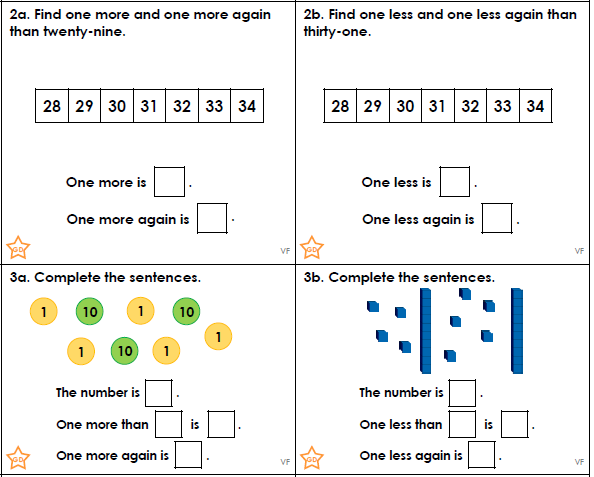 2a. Find one more and one more again
than twenty-nine.
28 29 30 31 32 33 34
One more is .
One more again is .
GD
VF
2b. Find one less and one less again than
thirty-one.
28 29 30 31 32 33 34
One less is .
One less again is .
GD
VF
3a. Complete the sentences.
1 10 1 10
1 10 1 1
The number is .
One more than is .
One more again is .
GD
VF
3b. Complete the sentences.
The number is .
One less than is .
One less again is .
GD
VF